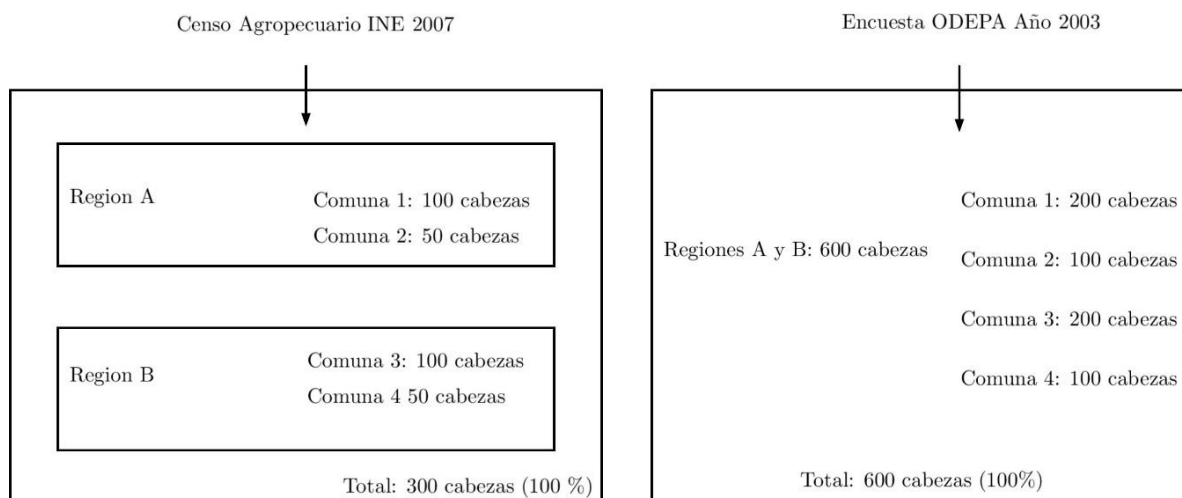 Censo Agropecuario INE 2007
Region A
Comuna 1: 100 cabezas
Comuna 2: 50 cabezas
Region B
Comuna 3: 100 cabezas
Comuna 4 50 cabezas
Total: 300 cabezas (100 %)
Encuesta ODEPA Año 2003
Regiones A y B: 600 cabezas
Comuna 1: 200 cabezas
Comuna 2: 100 cabezas
Comuna 3: 200 cabezas
Comuna 4: 100 cabezas
Total: 600 cabezas (100%)